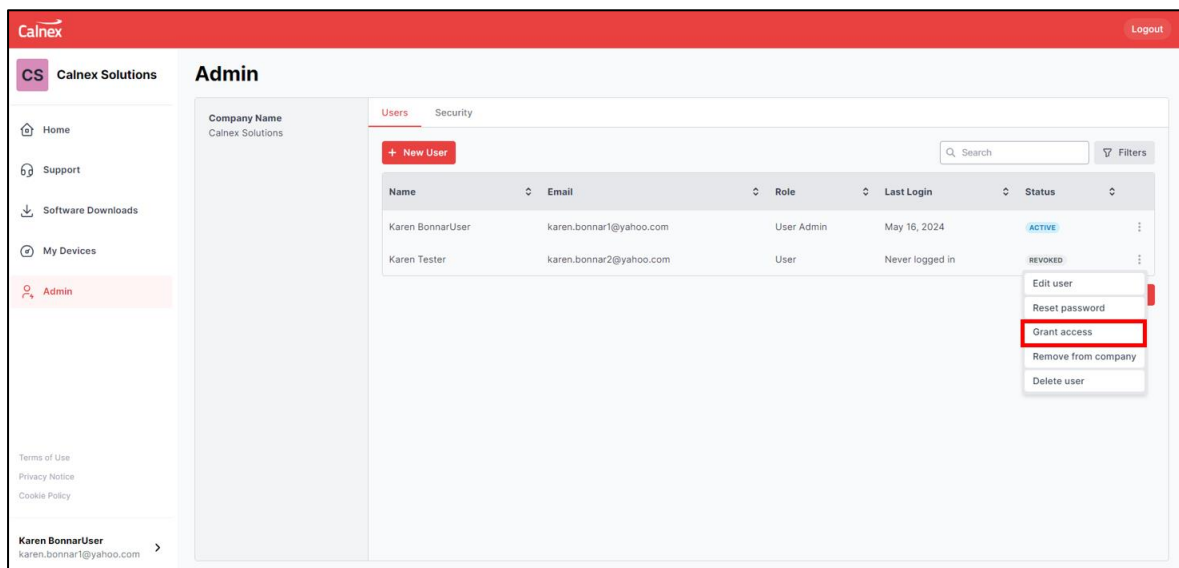 Calnex
Logout
CS Calnex Solutions
Home
Support
Software Downloads
My Devices
Admin
Terms of Use
Privacy Notice
Cookie Policy
Karen BonnarUser
karen.bonnar1@yahoo.com
Admin
Company Name
Calnex Solutions
Users Security
+ New User
Search
Filters
Name Email Role Last Login Status
Karen BonnarUser karen.bonnar1@yahoo.com User Admin May 16, 2024 ACTIVE
Karen Tester karen.bonnar2@yahoo.com User Never logged in REVOKED
Edit user
Reset password
Grant access
Remove from company
Delete user